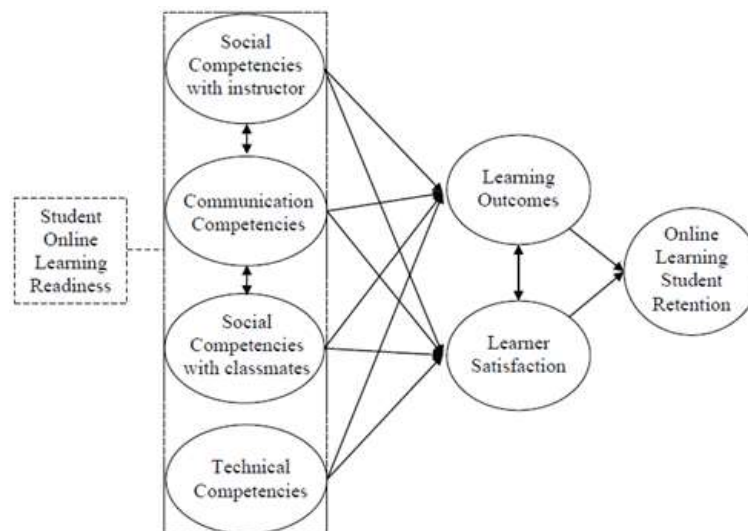 Social
Competencies
with instructor
Communication
Competencies
Social
Competencies
with classmates
Technical
Competencies
Student
Online
Learning
Readiness
Learning
Outcomes
Learner
Satisfaction
Online
Learning
Student
Retention